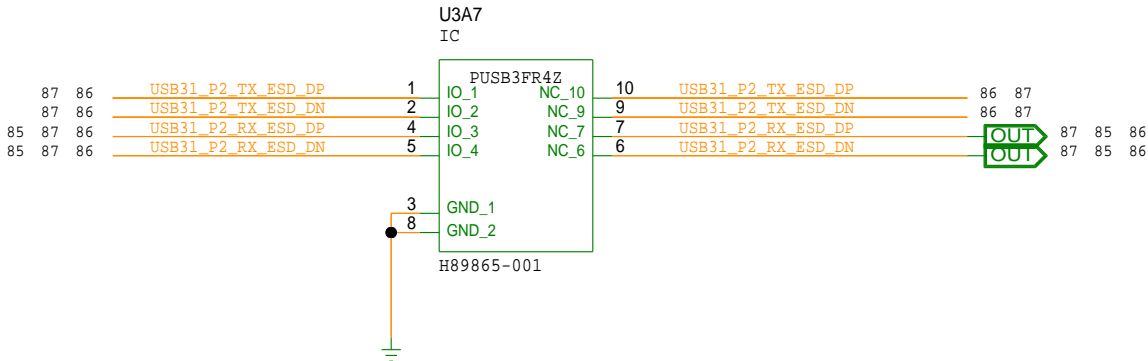 U3A7
IC
PUSB3FR4Z
87 86 USB31_P2_TX_ESD_DP 1 IO_1 NC_10 10 USB31_P2_TX_ESD_DP 86 87
87 86 USB31_P2_TX_ESD_DN 2 IO_2 NC_9 9 USB31_P2_TX_ESD_DN 86 87
85 87 86 USB31_P2_RX_ESD_DP 4 IO_3 NC_7 7 USB31_P2_RX_ESD_DP OUT 87 85 86
85 87 86 USB31_P2_RX_ESD_DN 5 IO_4 NC_6 6 USB31_P2_RX_ESD_DN OUT 87 85 86
3 GND_1
8 GND_2
H89865-001